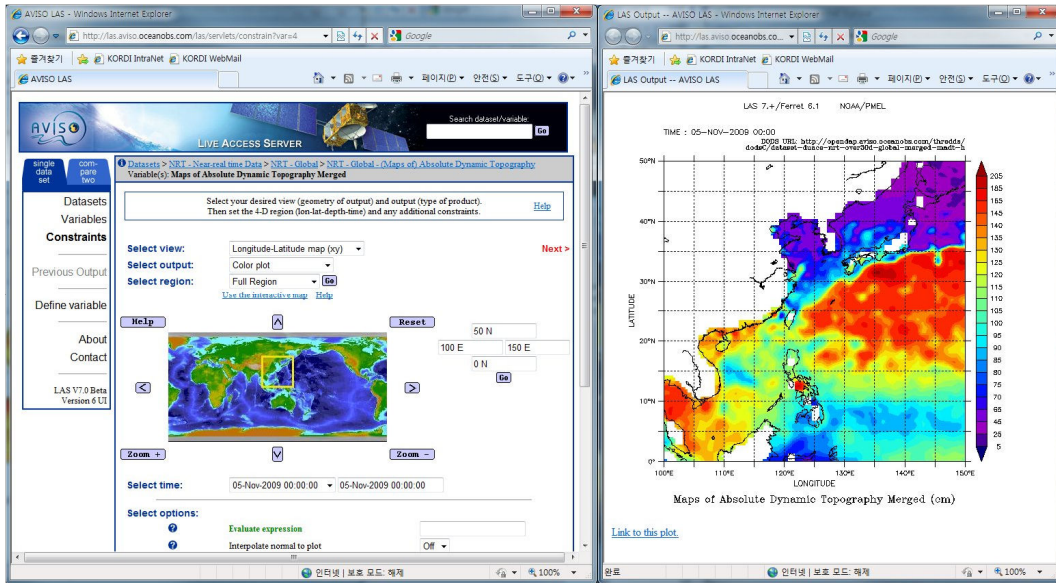 AVISO LAS - Windows Internet Explorer
http://las.aviso.oceanobs.com/las/servlets/constrain?var=4
Google
즐겨찾기 KORDI IntraNet KORDI WebMail
AVISO LAS
페이지(P) 안전(S) 도구(O)
AVISO
LIVE ACCESS SERVER
Search dataset/variable:
Go
single data set
com-pare two
Datasets
Variables
Constraints
Previous Output
Define variable
About
Contact
LAS V7.0 Beta
Version 6 UI
Datasets > NRT - Near-real time Data > NRT - Global > NRT - Global - (Maps of) Absolute Dynamic Topography
Variable(s): Maps of Absolute Dynamic Topography Merged
Select your desired view (geometry of output) and output (type of product).
Then set the 4-D region (lon-lat-depth-time) and any additional constraints.
Help
Select view: Longitude-Latitude map (xy)
Next >
Select output: Color plot
Select region: Full Region Go
Use the interactive map Help
Help Reset
50 N
100 E 150 E
0 N
Go
Zoom + Zoom -
Select time: 05-Nov-2009 00:00:00 05-Nov-2009 00:00:00
Select options:
Evaluate expression
Interpolate normal to plot Off
인터넷 | 보호 모드: 해제
100%
LAS Output -- AVISO LAS - Windows Internet Explorer
http://las.aviso.oceanobs.co...
Google
즐겨찾기 KORDI IntraNet KORDI WebMail
LAS Output -- AVISO LAS
페이지(P) 안전(S) 도구(O)
LAS 7.+/Ferret 6.1 NOAA/PMEL
TIME : 05-NOV-2009 00:00
DODS URL: http://opendap.aviso.oceanobs.com/thredds/
dodsC/dataset-duacs-nrt-over30d-global-merged-madt-h
50°N
40°N
30°N
20°N
10°N
0°
LATITUDE
100°E 110°E 120°E 130°E 140°E 150°E
LONGITUDE
205
185
165
145
140
135
130
125
120
115
110
105
100
95
90
85
80
75
70
65
45
25
5
Maps of Absolute Dynamic Topography Merged (cm)
Link to this plot.
완료
인터넷 | 보호 모드: 해제
100%